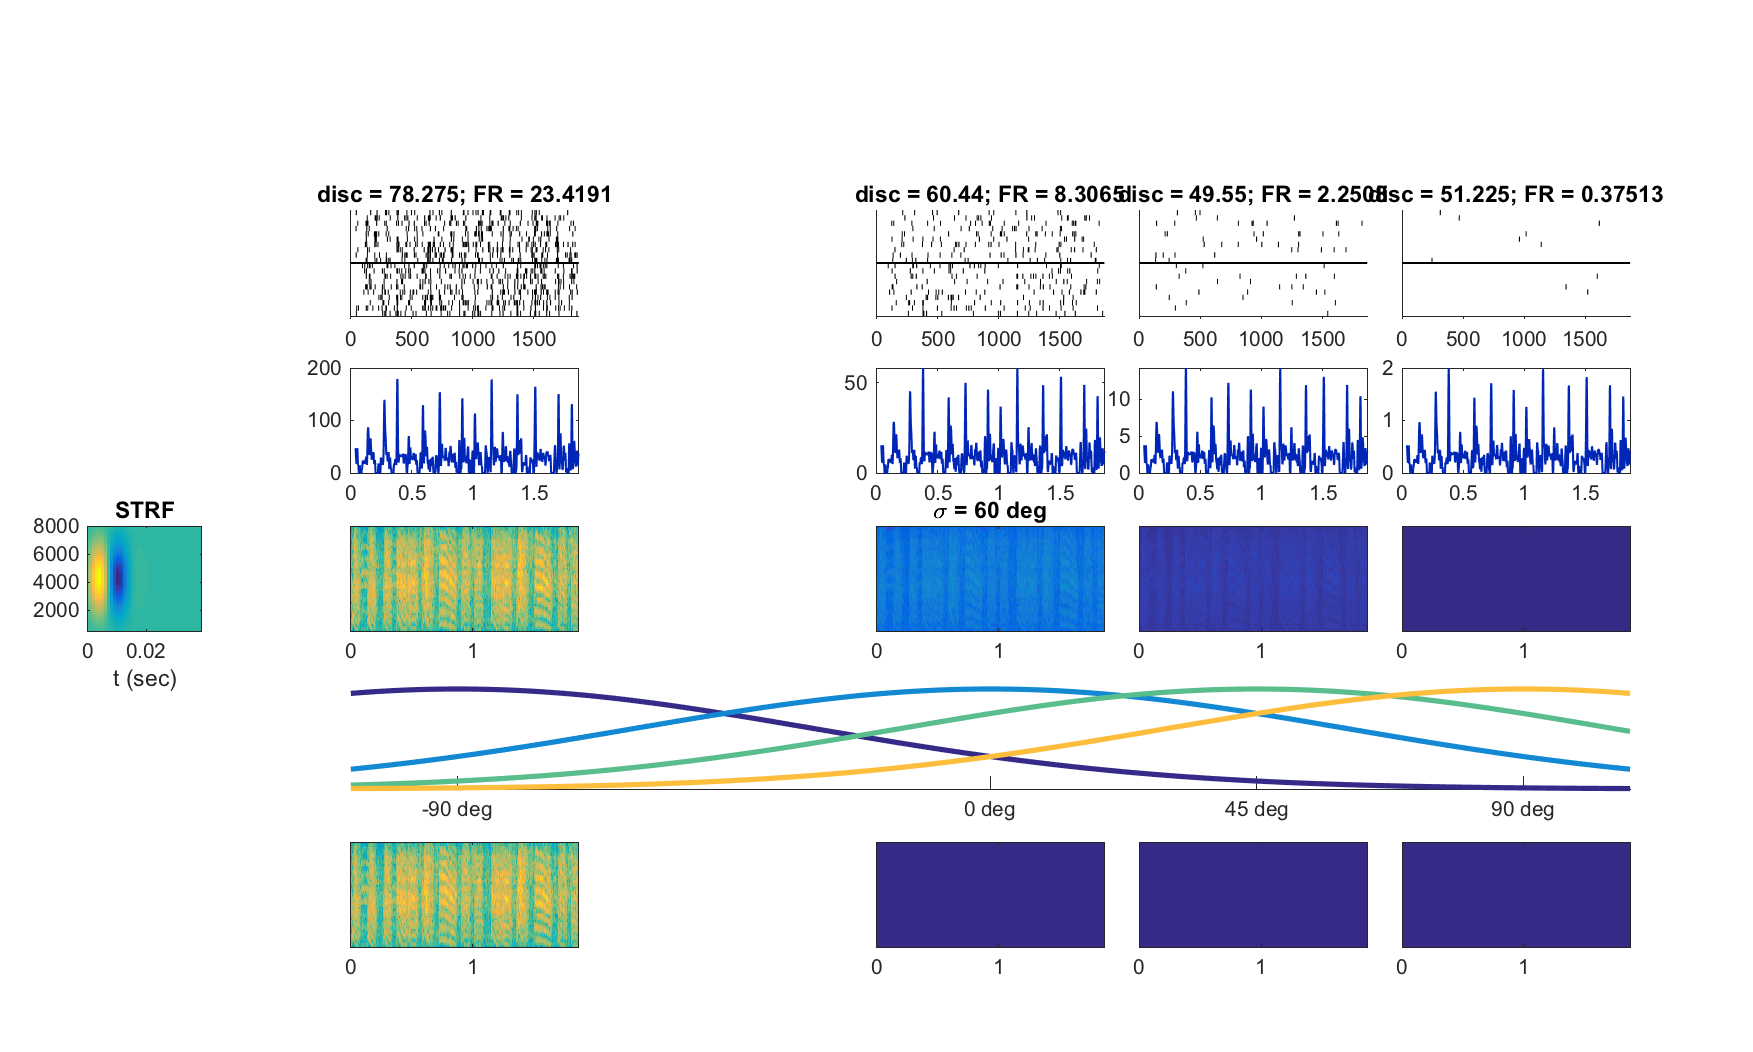 disc = 78.275; FR = 23.4191
disc = 60.44; FR = 8.3065
disc = 49.55; FR = 2.2508
disc = 51.225; FR = 0.37513
0 500 1000 1500
0 500 1000 1500
0 500 1000 1500
0 500 1000 1500
200
100
0
0 0.5 1 1.5
50
0
0 0.5 1 1.5
10
5
0
0 0.5 1 1.5
2
1
0
0 0.5 1 1.5
STRF
8000
6000
4000
2000
0 0.02
t (sec)
σ = 60 deg
0 1
0 1
0 1
0 1
-90 deg 0 deg 45 deg 90 deg
0 1
0 1
0 1
0 1